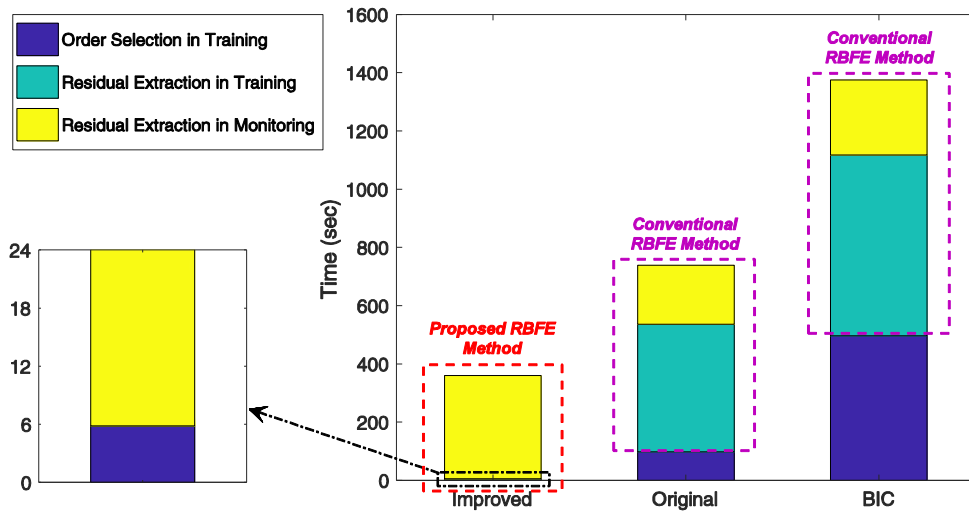 Order Selection in Training
Residual Extraction in Training
Residual Extraction in Monitoring
24
18
12
6
0
Time (sec)
1600
1400
1200
1000
800
600
400
200
0
Proposed RBFE
Method
Conventional
RBFE Method
Conventional
RBFE Method
Improved
Original
BIC